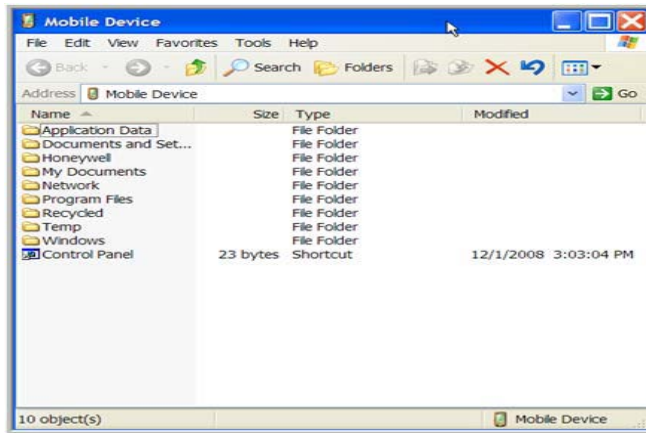 Mobile Device
File Edit View Favorites Tools Help
Back Search Folders
Address Mobile Device Go
Name Size Type Modified
Application Data File Folder
Documents and Set... File Folder
Honeywell File Folder
My Documents File Folder
Network File Folder
Program Files File Folder
Recycled File Folder
Temp File Folder
Windows File Folder
Control Panel 23 bytes Shortcut 12/1/2008 3:03:04 PM
10 object(s) Mobile Device